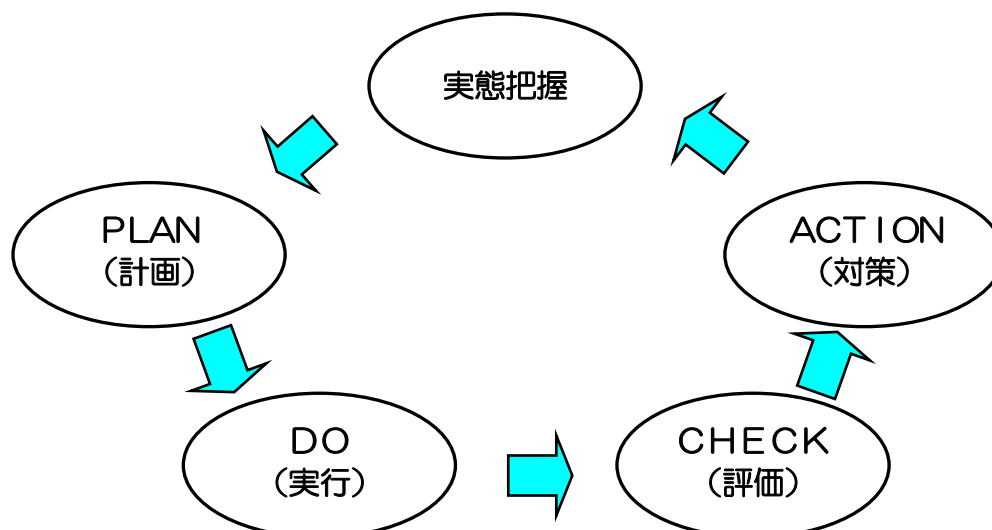 実態把握
PLAN
(計画)
DO
(実行)
CHECK
(評価)
ACTION
(対策)